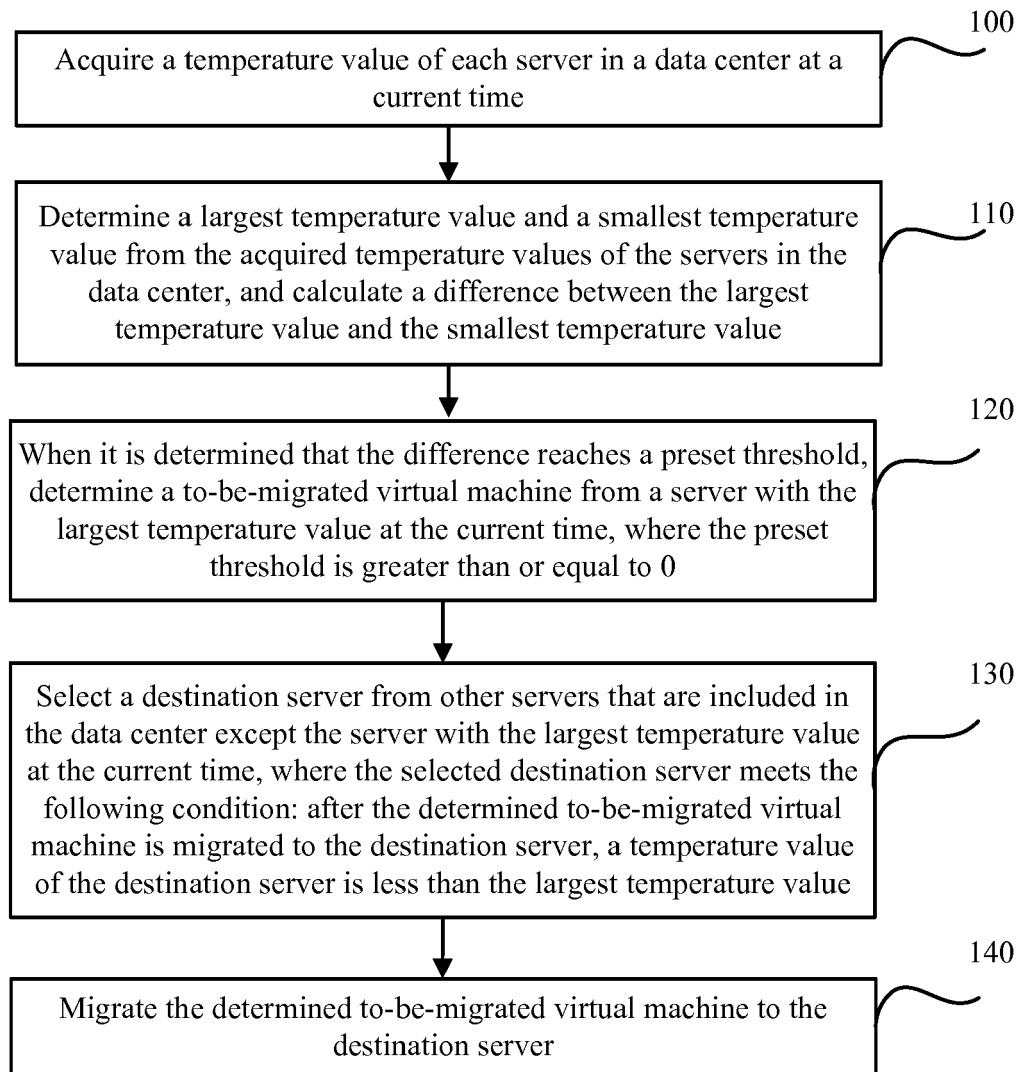 100
Acquire a temperature value of each server in a data center at a
current time
110
Determine a largest temperature value and a smallest temperature
value from the acquired temperature values of the servers in the
data center, and calculate a difference between the largest
temperature value and the smallest temperature value
120
When it is determined that the difference reaches a preset threshold,
determine a to-be-migrated virtual machine from a server with the
largest temperature value at the current time, where the preset
threshold is greater than or equal to 0
130
Select a destination server from other servers that are included in
the data center except the server with the largest temperature value
at the current time, where the selected destination server meets the
following condition: after the determined to-be-migrated virtual
machine is migrated to the destination server, a temperature value
of the destination server is less than the largest temperature value
140
Migrate the determined to-be-migrated virtual machine to the
destination server